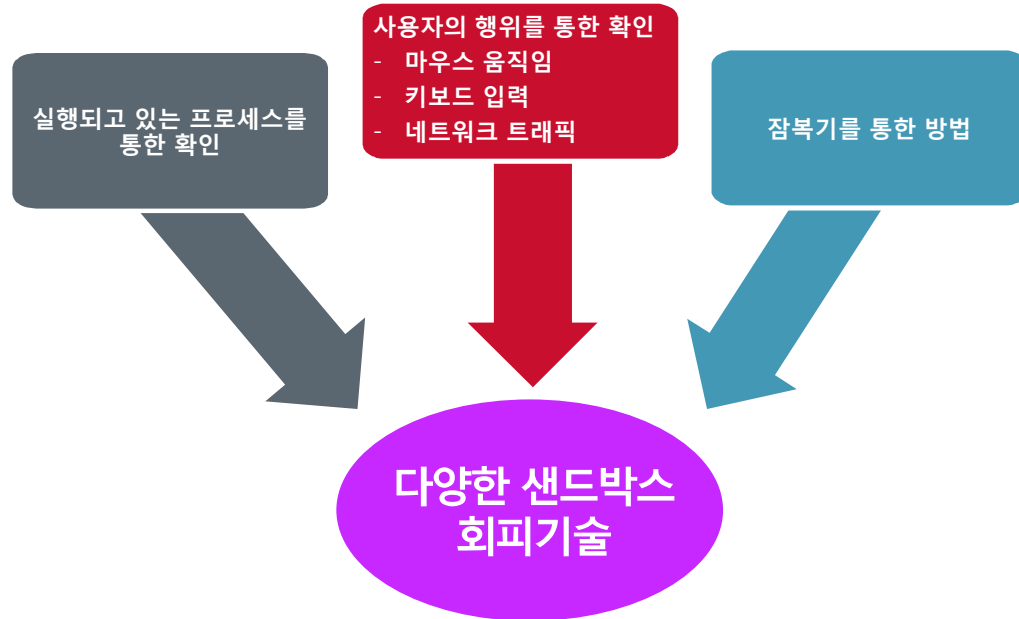 실행되고 있는 프로세스를
통한 확인
사용자의 행위를 통한 확인
- 마우스 움직임
- 키보드 입력
- 네트워크 트래픽
잠복기를 통한 방법
다양한 샌드박스
회피기술